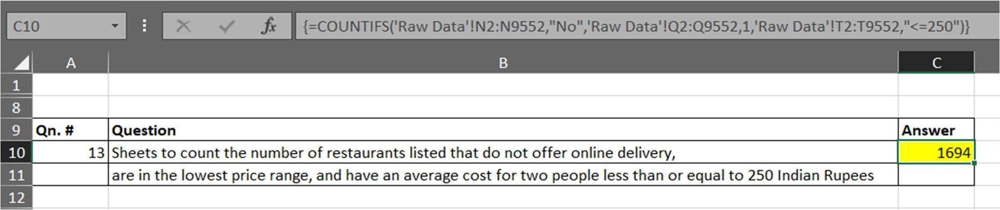 C10 fx {=COUNTIFS('Raw Data'!N2:N9552,"No",'Raw Data'!Q2:Q9552,1,'Raw Data'!T2:T9552,"<=250")}
A B C
1
8
9 Qn. # Question Answer
10 13 Sheets to count the number of restaurants listed that do not offer online delivery, 1694
11 are in the lowest price range, and have an average cost for two people less than or equal to 250 Indian Rupees
12